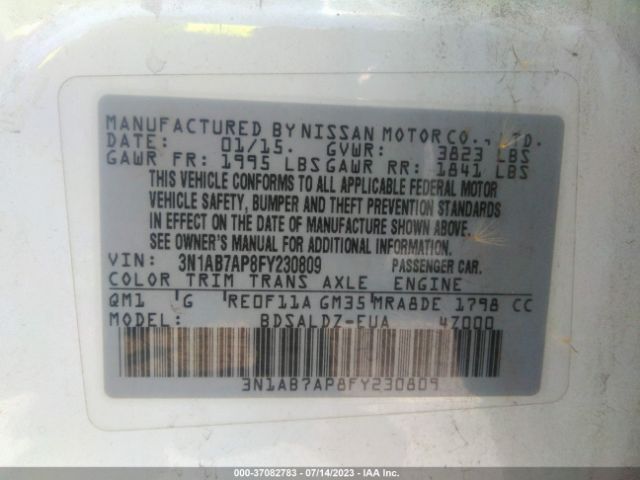 MANUFACTURED BY NISSAN MOTOR CO., LTD.
DATE: 01/15. GVWR: 3823 LBS
GAWR FR: 1995 LBS GAWR RR: 1841 LBS
THIS VEHICLE CONFORMS TO ALL APPLICABLE FEDERAL MOTOR
VEHICLE SAFETY, BUMPER AND THEFT PREVENTION STANDARDS
IN EFFECT ON THE DATE OF MANUFACTURE SHOWN ABOVE.
SEE OWNER'S MANUAL FOR ADDITIONAL INFORMATION.
VIN: 3N1AB7AP8FY230809 PASSENGER CAR.
COLOR TRIM TRANS AXLE ENGINE
QM1 G RE0F11A GM35 MRA8DE 1798 CC
MODEL: BDSALDZ-EUA 4Z000
3N1AB7AP8FY230809
000-37082783 - 07/14/2023 - IAA Inc.